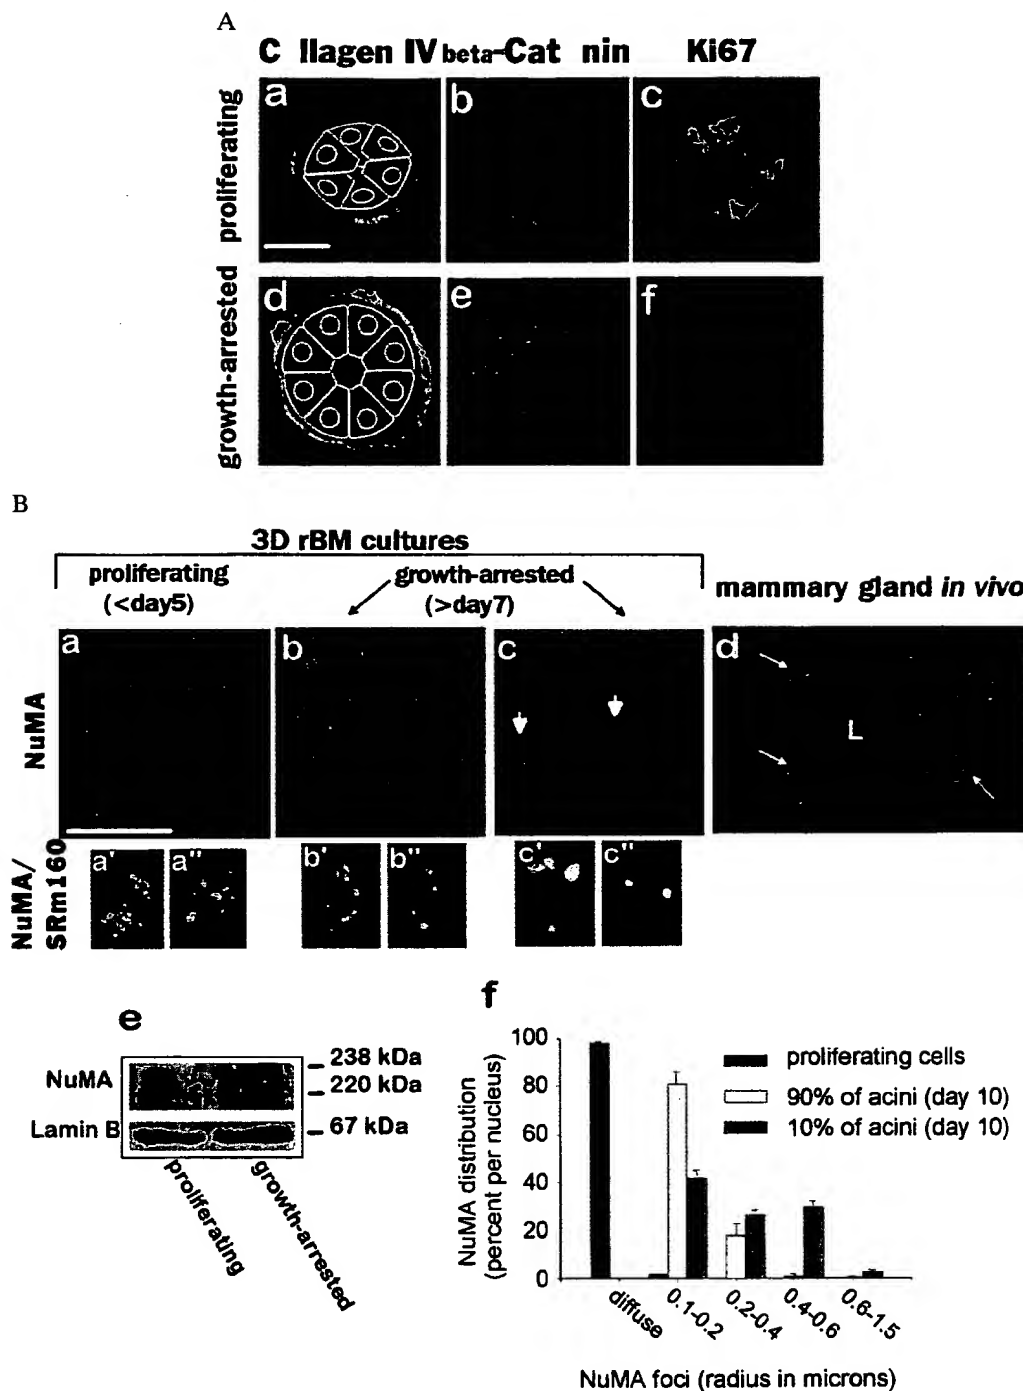 A
C llagen IV beta-Cat nin Ki67
proliferating
a
b
c
growth-arrested
d
e
f
B
3D rBM cultures
proliferating
(<day5)
growth-arrested
(>day7)
mammary gland in vivo
NuMA
a
b
c
d
L
NuMA/
SRm160
a'
a''
b'
b''
c'
c''
e
NuMA
238 kDa
220 kDa
Lamin B
67 kDa
proliferating
growth-arrested
f
NuMA distribution
(percent per nucleus)
100
80
60
40
20
0
proliferating cells
90% of acini (day 10)
10% of acini (day 10)
diffuse
0.1-0.2
0.2-0.4
0.4-0.6
0.6-1.5
NuMA foci (radius in microns)